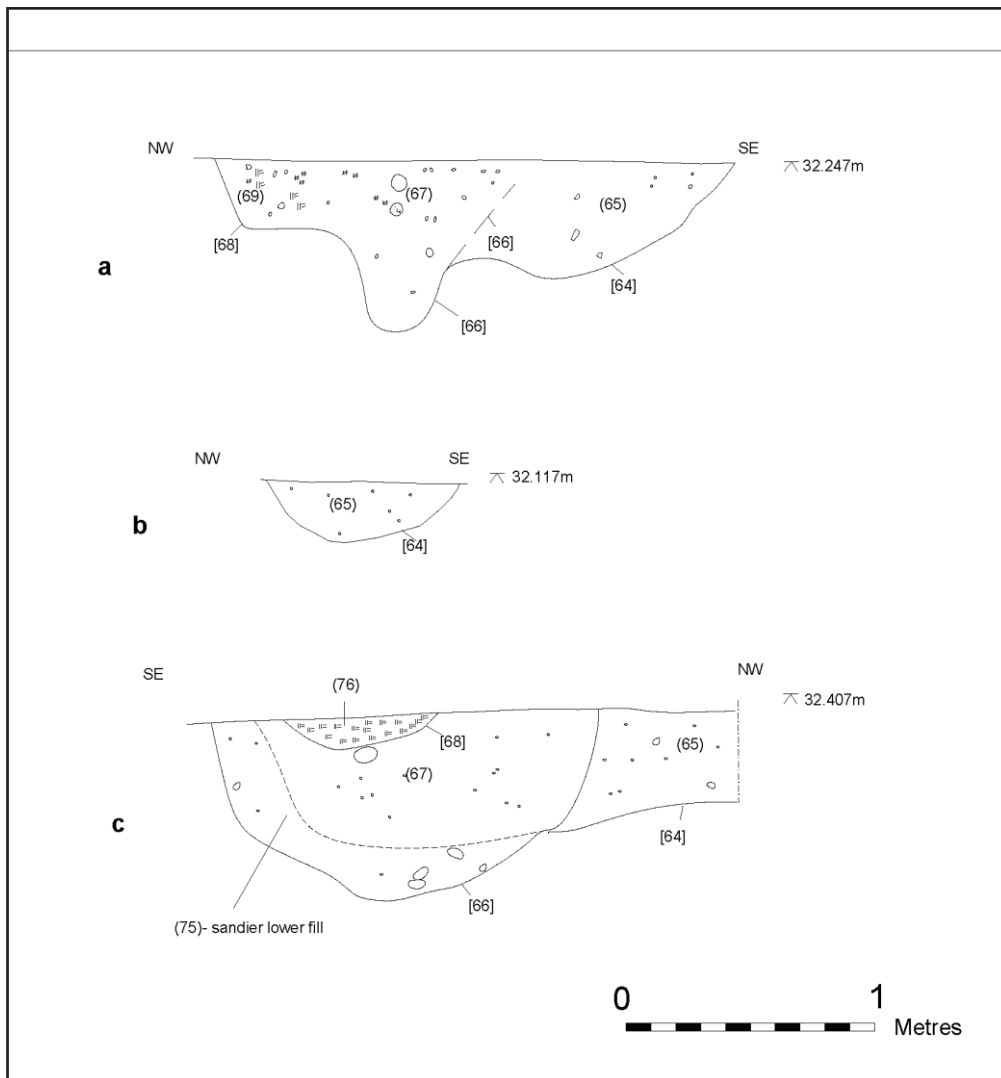 NW
SE
32.247m
(69)
(67)
(65)
[68]
[66]
a
[64]
[66]
NW
SE
32.117m
(65)
b
[64]
SE
NW
(76)
32.407m
[68]
(65)
(67)
c
[64]
[66]
(75)- sandier lower fill
0
1
Metres